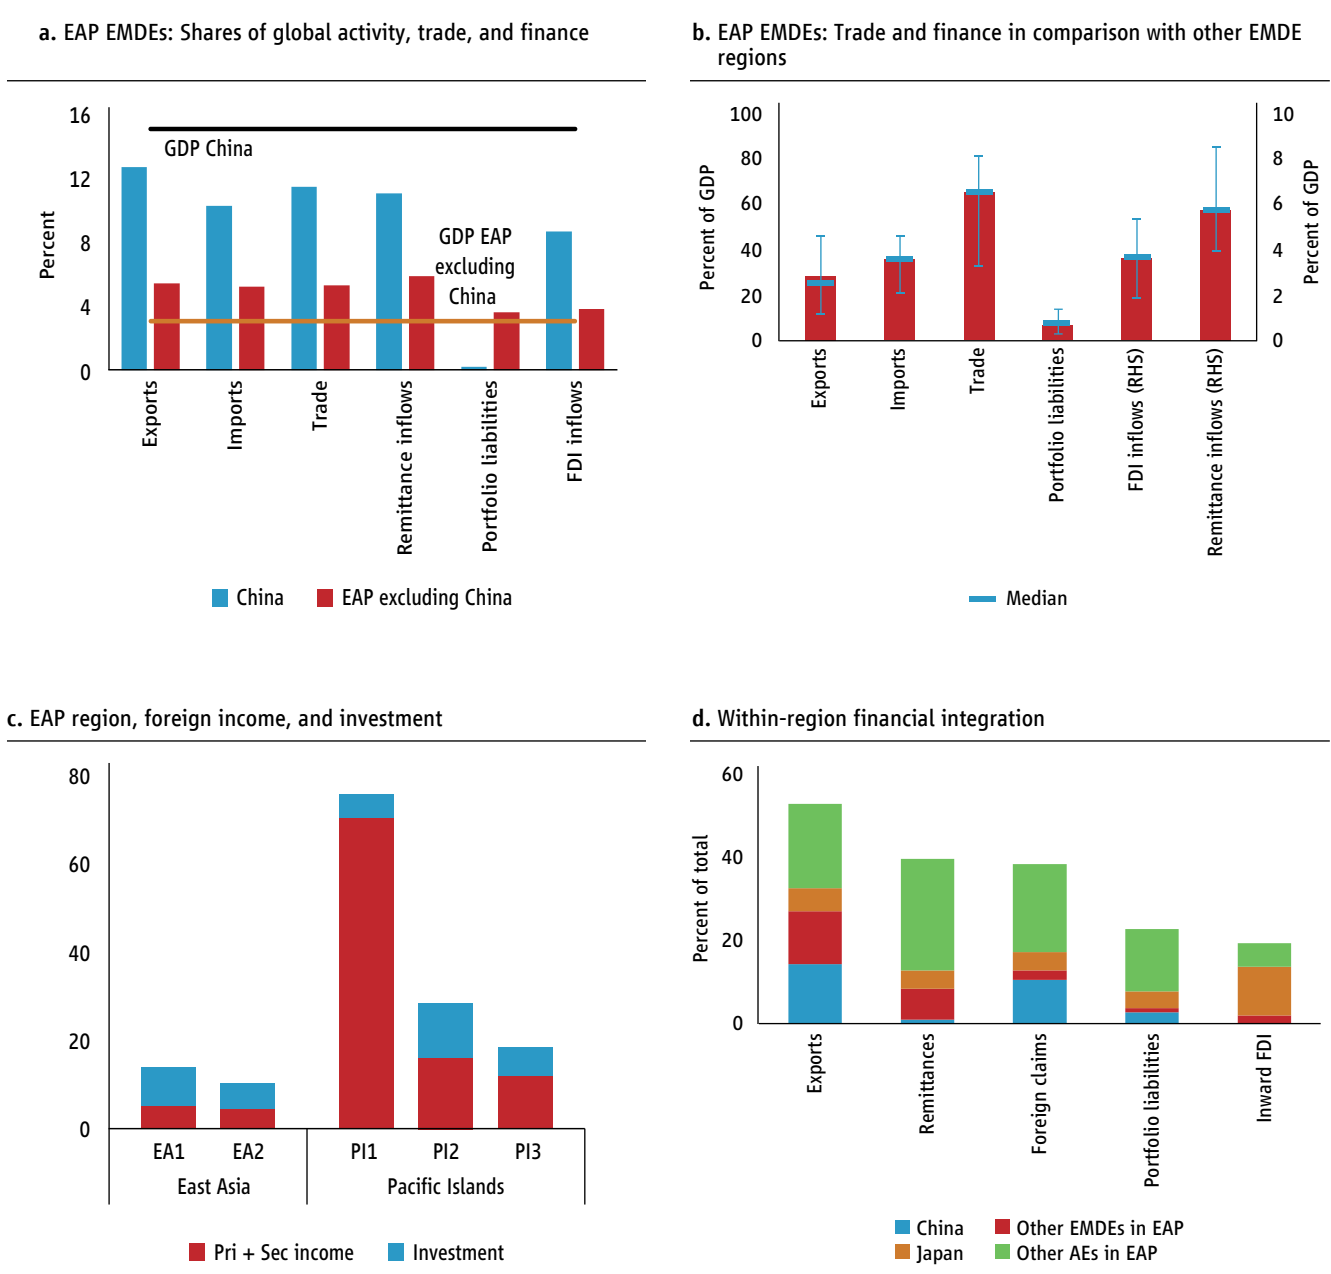 a. EAP EMDEs: Shares of global activity, trade, and finance
16
12
8
4
0
Percent
GDP China
GDP EAP
excluding
China
Exports
Imports
Trade
Remittance inflows
Portfolio liabilities
FDI inflows
China
EAP excluding China
b. EAP EMDEs: Trade and finance in comparison with other EMDE
regions
100
80
60
40
20
0
Percent of GDP
10
8
6
4
2
0
Percent of GDP
Exports
Imports
Trade
Portfolio liabilities
FDI inflows (RHS)
Remittance inflows (RHS)
Median
c. EAP region, foreign income, and investment
80
60
40
20
0
EA1
EA2
PI1
PI2
PI3
East Asia
Pacific Islands
Pri + Sec income
Investment
d. Within-region financial integration
60
40
20
0
Percent of total
Exports
Remittances
Foreign claims
Portfolio liabilities
Inward FDI
China
Other EMDEs in EAP
Japan
Other AEs in EAP